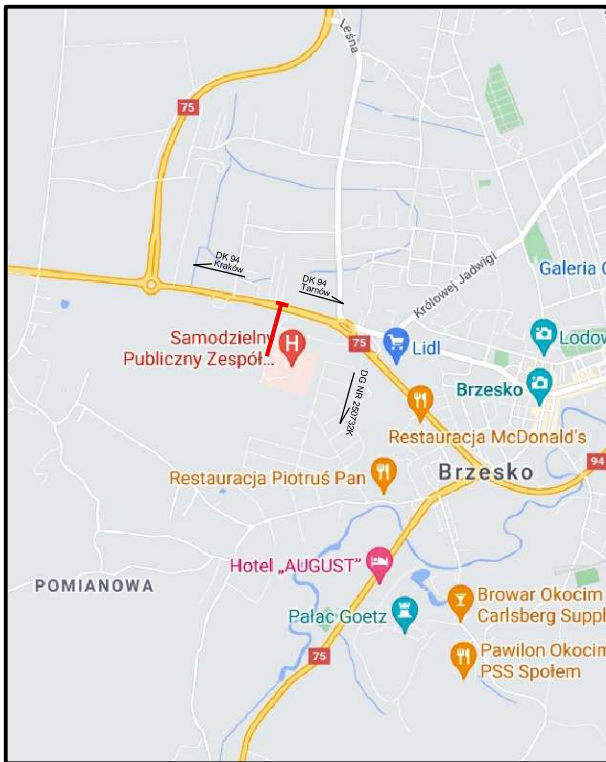 Leśna
75
DK 94
Kraków
DK 94
Tarnów
Królowej Jadwigi
Galeria
Samodzielny
Publiczny Zespół...
H
75
Lidl
Lodow
DG NR 250732K
Brzesko
Restauracja McDonald's
Brzesko
94
Restauracja Piotruś Pan
Hotel „AUGUST”
POMIANOWA
Browar Okocim
Carlsberg Suppl
Pałac Goetz
Pawilon Okocim
PSS Społem
75